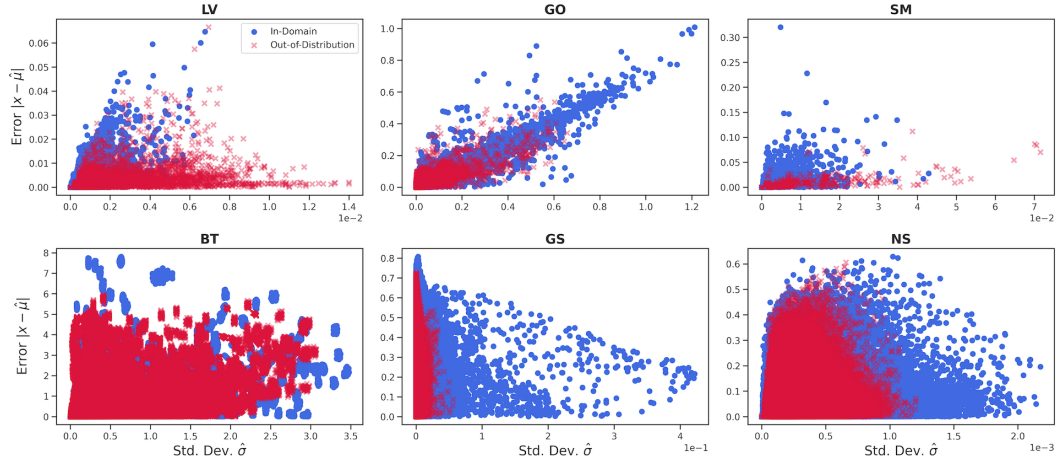 LV
GO
SM
In-Domain
Out-of-Distribution
Error |x − μ̂|
0.06
0.05
0.04
0.03
0.02
0.01
0.00
0.0 0.2 0.4 0.6 0.8 1.0 1.2 1.4
1e−2
1.0
0.8
0.6
0.4
0.2
0.0
0.0 0.2 0.4 0.6 0.8 1.0 1.2
0.30
0.25
0.20
0.15
0.10
0.05
0.00
0 1 2 3 4 5 6 7
1e−2
BT
GS
NS
Error |x − μ̂|
8
7
6
5
4
3
2
1
0
0.0 0.5 1.0 1.5 2.0 2.5 3.0 3.5
Std. Dev. σ̂
0.8
0.7
0.6
0.5
0.4
0.3
0.2
0.1
0.0
0 1 2 3 4
1e−1
Std. Dev. σ̂
0.6
0.5
0.4
0.3
0.2
0.1
0.0
0.0 0.5 1.0 1.5 2.0
1e−3
Std. Dev. σ̂